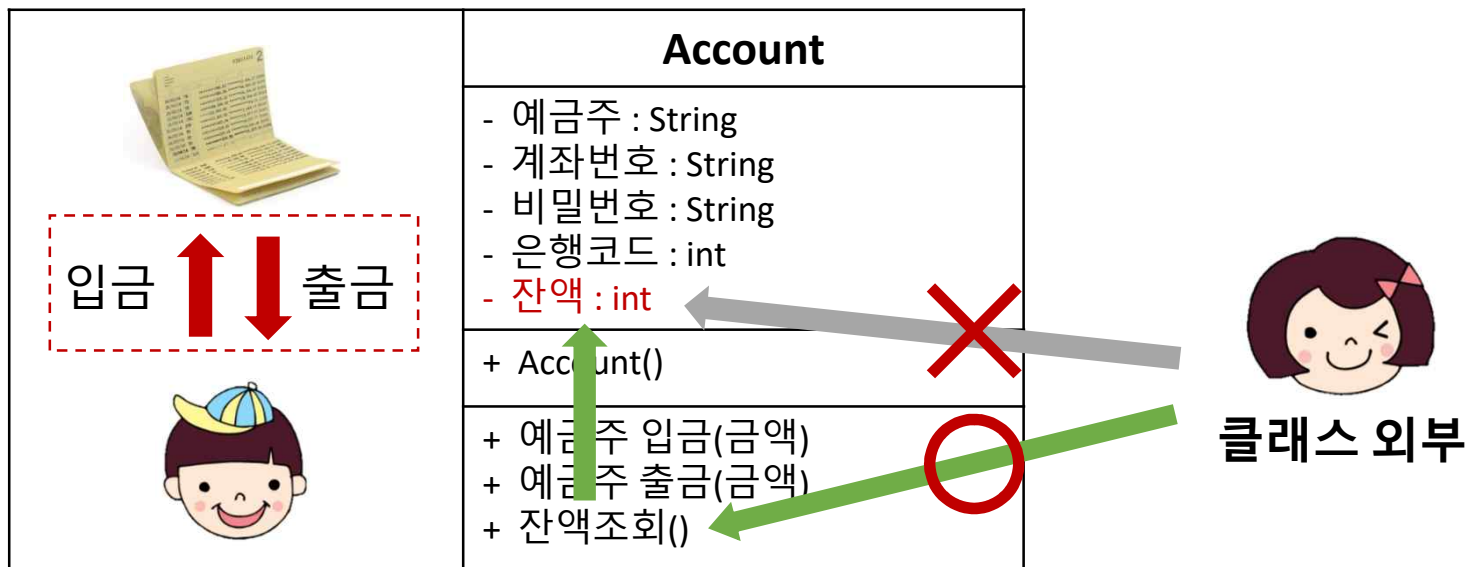 Account
- 예금주 : String
- 계좌번호 : String
- 비밀번호 : String
- 은행코드 : int
- 잔액 : int
+ Account()
+ 예금주 입금(금액)
+ 예금주 출금(금액)
+ 잔액조회()
입금
출금
클래스 외부